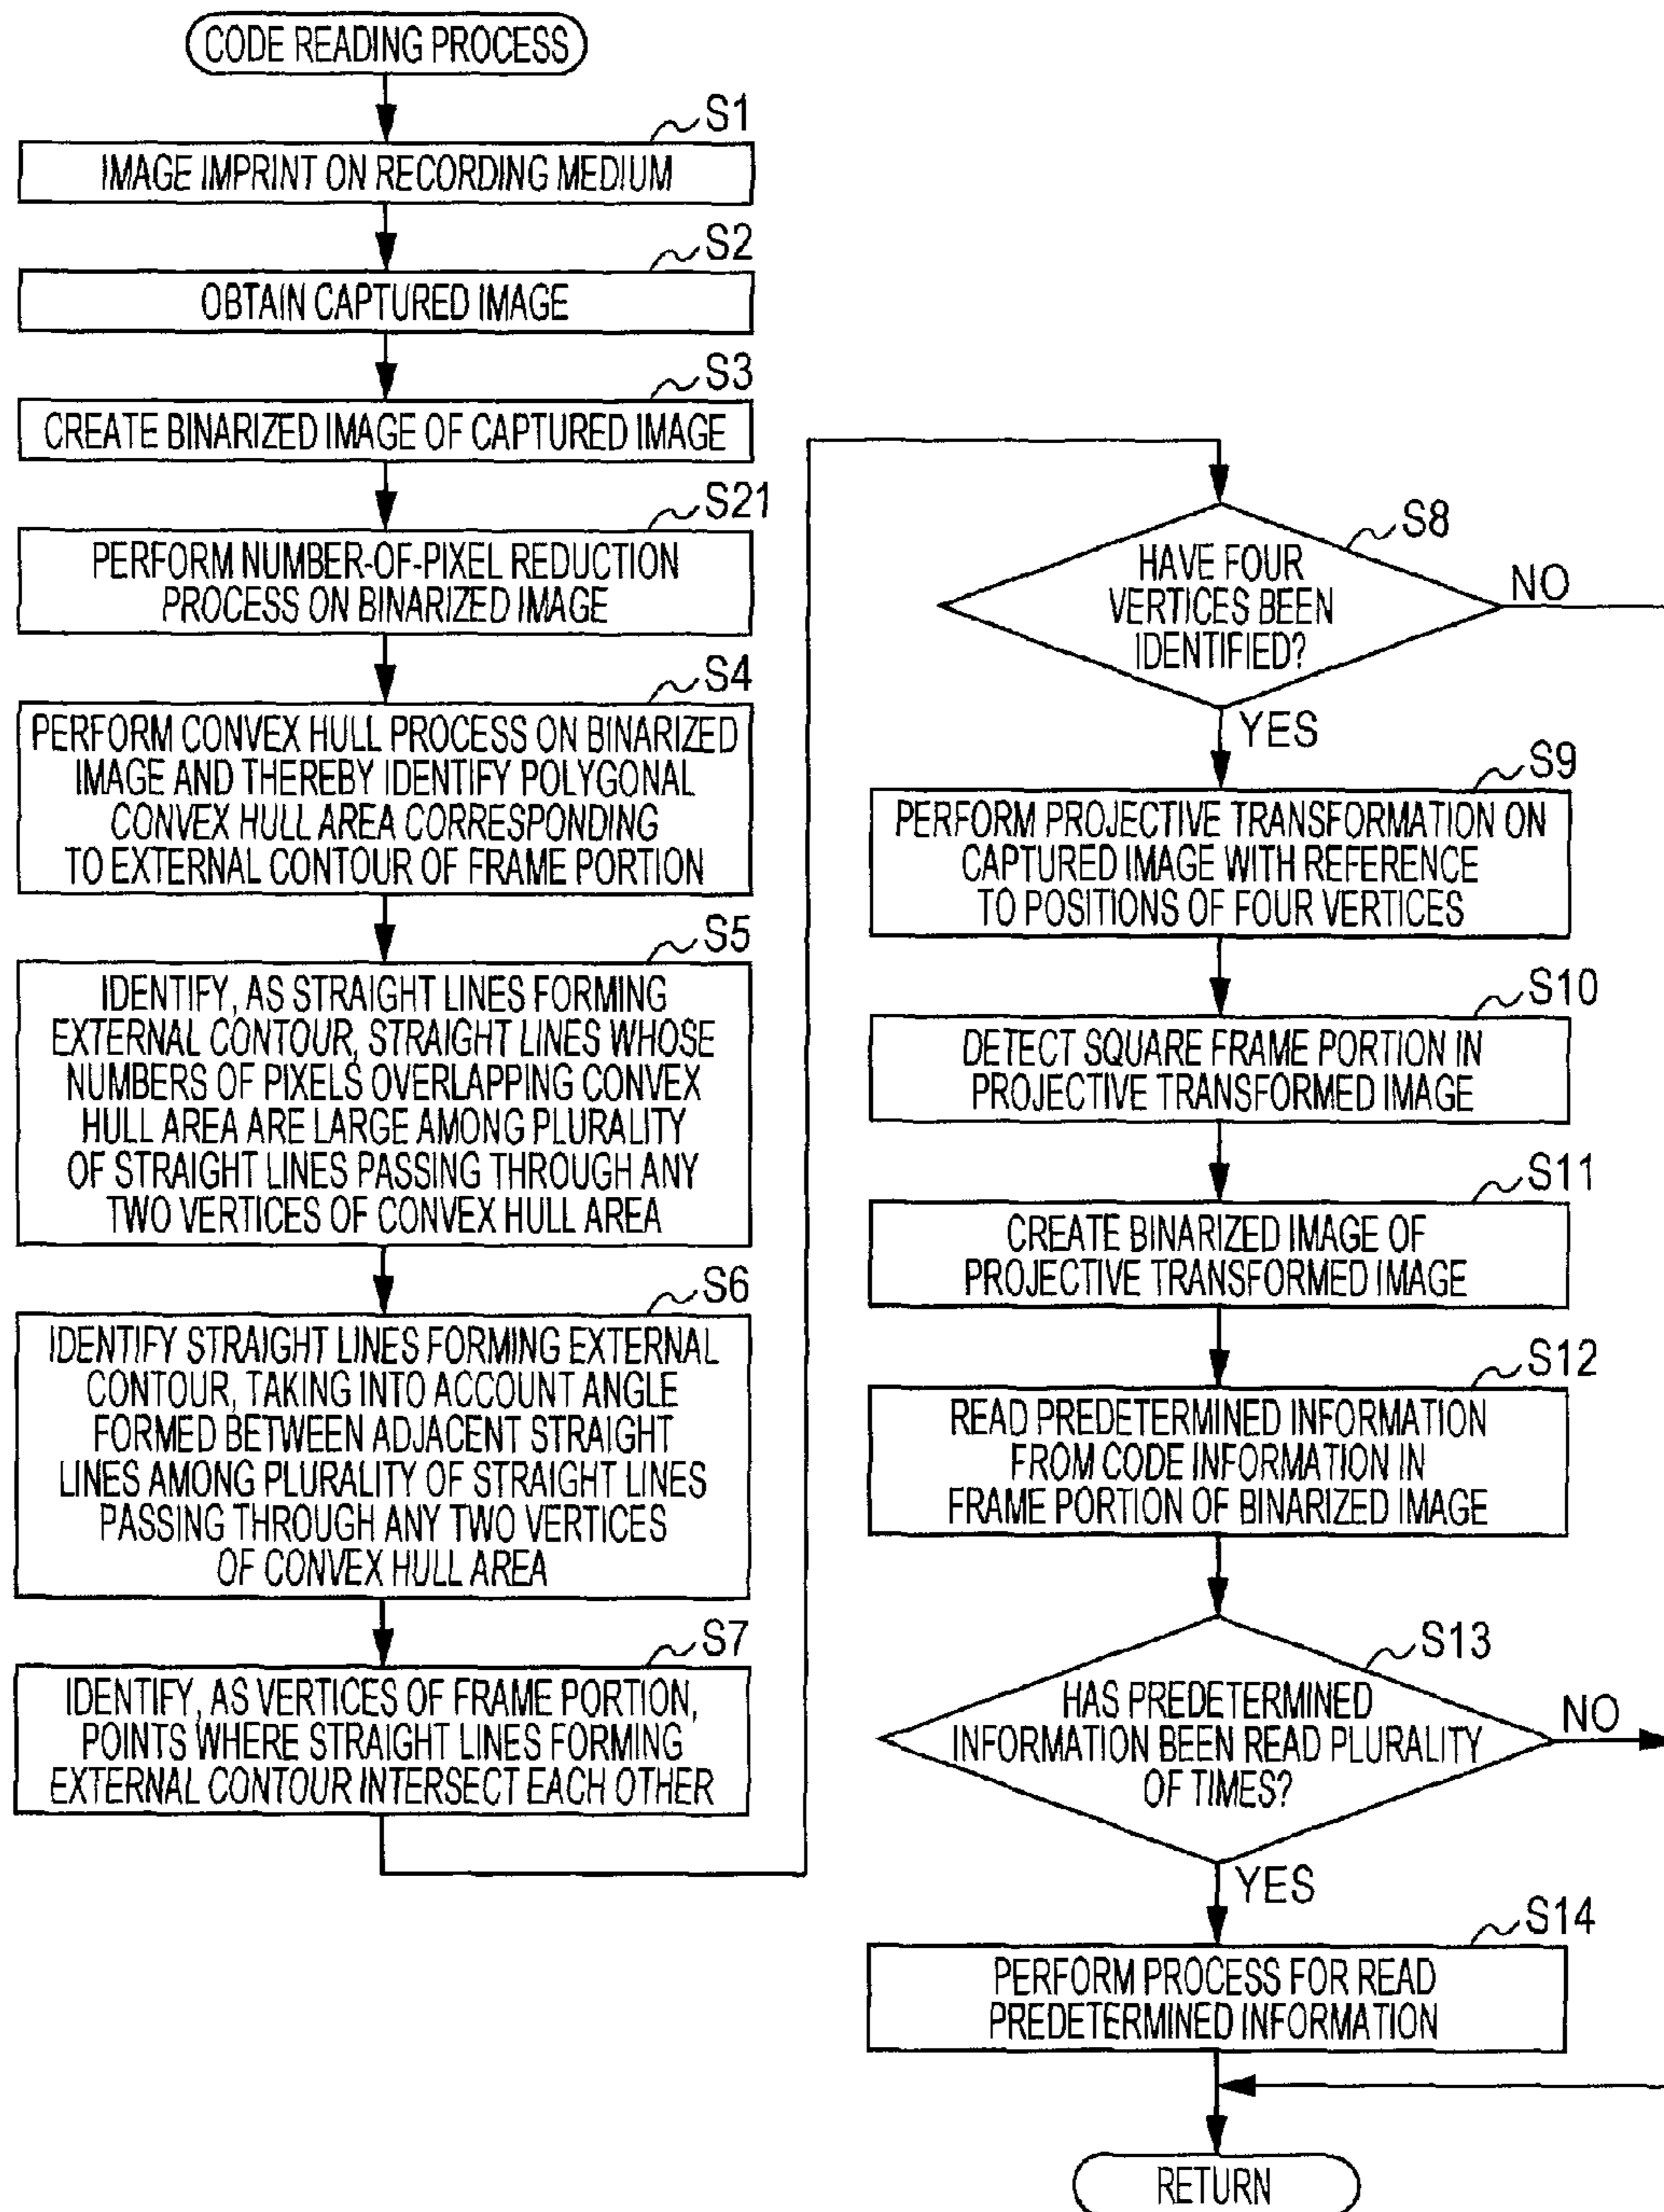 CODE READING PROCESS
S1
IMAGE IMPRINT ON RECORDING MEDIUM
S2
OBTAIN CAPTURED IMAGE
S3
CREATE BINARIZED IMAGE OF CAPTURED IMAGE
S21
PERFORM NUMBER-OF-PIXEL REDUCTION
PROCESS ON BINARIZED IMAGE
S4
PERFORM CONVEX HULL PROCESS ON BINARIZED
IMAGE AND THEREBY IDENTIFY POLYGONAL
CONVEX HULL AREA CORRESPONDING
TO EXTERNAL CONTOUR OF FRAME PORTION
S5
IDENTIFY, AS STRAIGHT LINES FORMING
EXTERNAL CONTOUR, STRAIGHT LINES WHOSE
NUMBERS OF PIXELS OVERLAPPING CONVEX
HULL AREA ARE LARGE AMONG PLURALITY
OF STRAIGHT LINES PASSING THROUGH ANY
TWO VERTICES OF CONVEX HULL AREA
S6
IDENTIFY STRAIGHT LINES FORMING EXTERNAL
CONTOUR, TAKING INTO ACCOUNT ANGLE
FORMED BETWEEN ADJACENT STRAIGHT
LINES AMONG PLURALITY OF STRAIGHT LINES
PASSING THROUGH ANY TWO VERTICES
OF CONVEX HULL AREA
S7
IDENTIFY, AS VERTICES OF FRAME PORTION,
POINTS WHERE STRAIGHT LINES FORMING
EXTERNAL CONTOUR INTERSECT EACH OTHER
S8
HAVE FOUR
VERTICES BEEN
IDENTIFIED?
NO
YES
S9
PERFORM PROJECTIVE TRANSFORMATION ON
CAPTURED IMAGE WITH REFERENCE
TO POSITIONS OF FOUR VERTICES
S10
DETECT SQUARE FRAME PORTION IN
PROJECTIVE TRANSFORMED IMAGE
S11
CREATE BINARIZED IMAGE OF
PROJECTIVE TRANSFORMED IMAGE
S12
READ PREDETERMINED INFORMATION
FROM CODE INFORMATION IN
FRAME PORTION OF BINARIZED IMAGE
S13
HAS PREDETERMINED
INFORMATION BEEN READ PLURALITY
OF TIMES?
NO
YES
S14
PERFORM PROCESS FOR READ
PREDETERMINED INFORMATION
RETURN